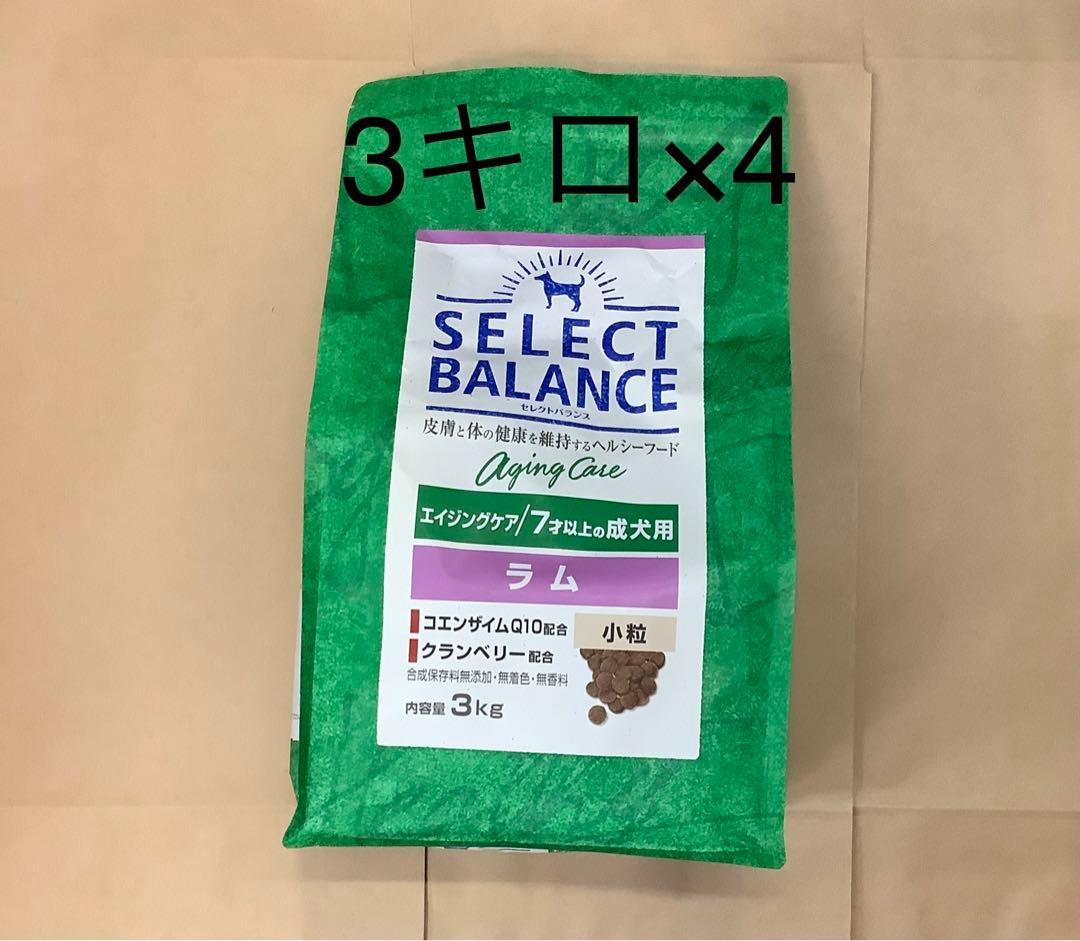 3キロ×4
SELECT
BALANCE
セレクトバランス
皮膚と体の健康を維持するヘルシーフード
Aging Care
エイジングケア/7才以上の成犬用
ラム
コエンザイムQ10配合
小粒
クランベリー配合
合成保存料無添加・無着色・無香料
内容量 3kg